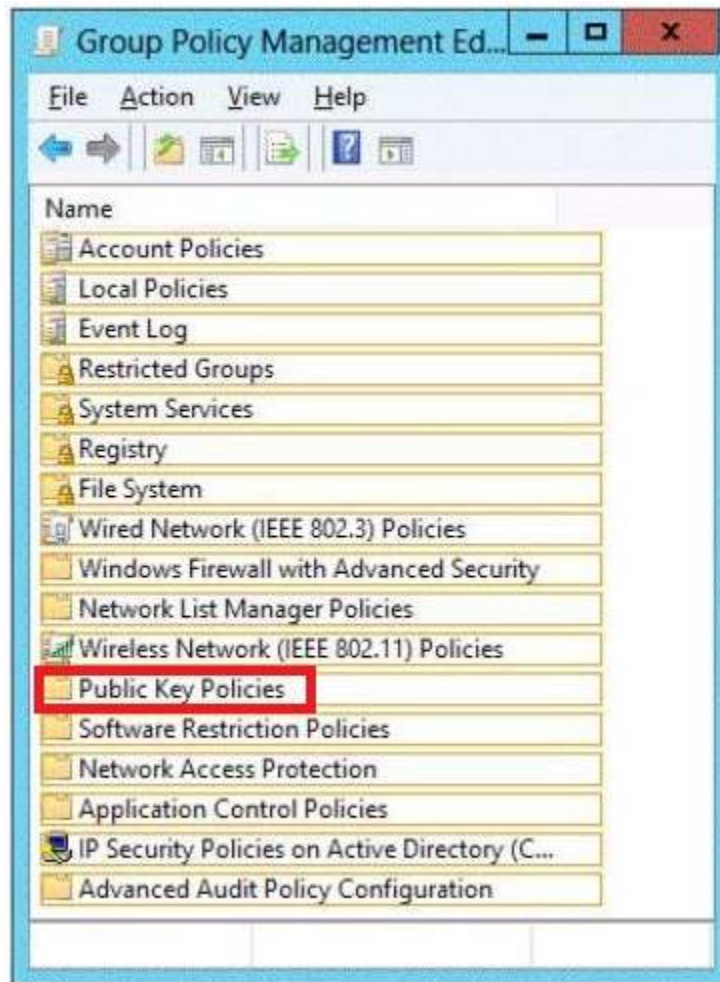 Group Policy Management Ed...
File Action View Help
Name
Account Policies
Local Policies
Event Log
Restricted Groups
System Services
Registry
File System
Wired Network (IEEE 802.3) Policies
Windows Firewall with Advanced Security
Network List Manager Policies
Wireless Network (IEEE 802.11) Policies
Public Key Policies
Software Restriction Policies
Network Access Protection
Application Control Policies
IP Security Policies on Active Directory (C...
Advanced Audit Policy Configuration